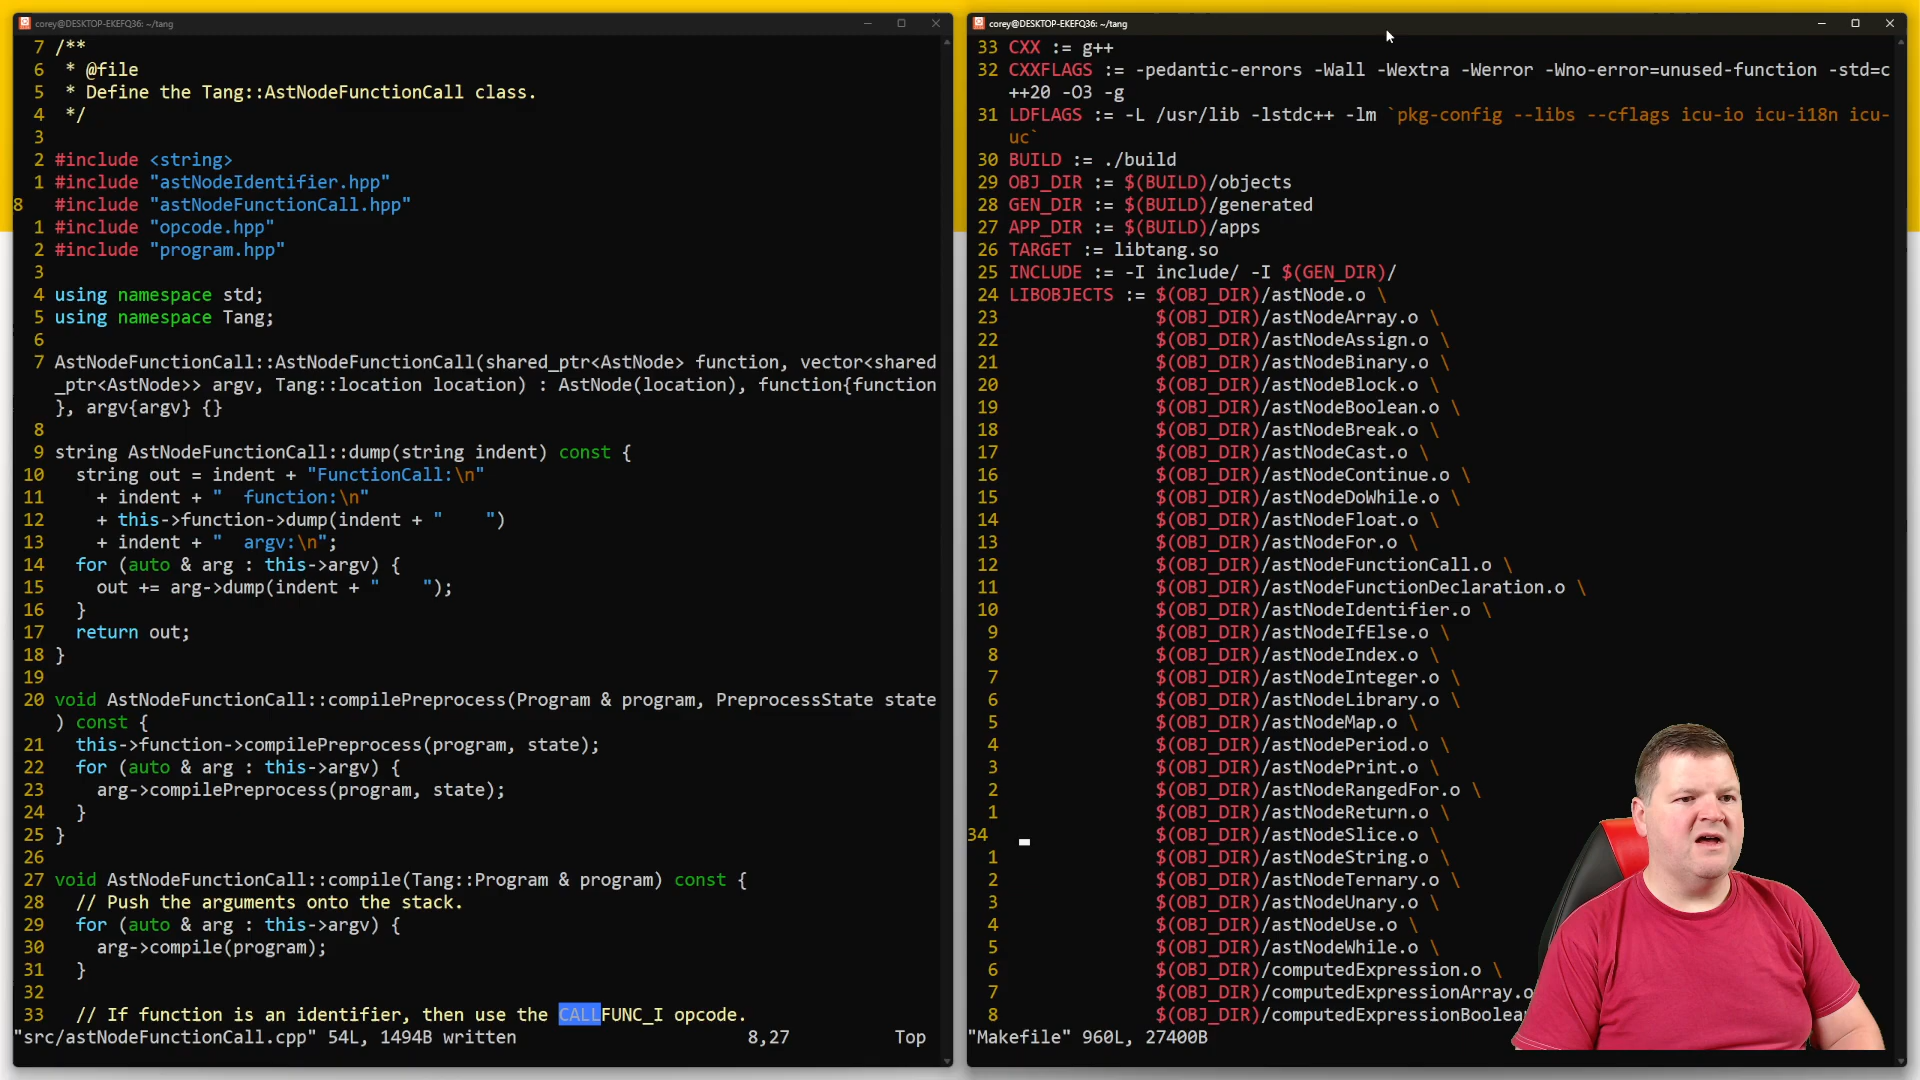 corey@DESKTOP-EKEFQ36: ~/tang
7 /**
6  * @file
5  * Define the Tang::AstNodeFunctionCall class.
4  */
3
2 #include <string>
1 #include "astNodeIdentifier.hpp"
8 #include "astNodeFunctionCall.hpp"
1 #include "opcode.hpp"
2 #include "program.hpp"
3
4 using namespace std;
5 using namespace Tang;
6
7 AstNodeFunctionCall::AstNodeFunctionCall(shared_ptr<AstNode> function, vector<shared
_ptr<AstNode>> argv, Tang::location location) : AstNode(location), function{function
}, argv{argv} {}
8
9 string AstNodeFunctionCall::dump(string indent) const {
10   string out = indent + "FunctionCall:\n"
11     + indent + "  function:\n"
12     + this->function->dump(indent + "    ")
13     + indent + "  argv:\n";
14   for (auto & arg : this->argv) {
15     out += arg->dump(indent + "    ");
16   }
17   return out;
18 }
19
20 void AstNodeFunctionCall::compilePreprocess(Program & program, PreprocessState state
) const {
21   this->function->compilePreprocess(program, state);
22   for (auto & arg : this->argv) {
23     arg->compilePreprocess(program, state);
24   }
25 }
26
27 void AstNodeFunctionCall::compile(Tang::Program & program) const {
28   // Push the arguments onto the stack.
29   for (auto & arg : this->argv) {
30     arg->compile(program);
31   }
32
33   // If function is an identifier, then use the CALLFUNC_I opcode.
"src/astNodeFunctionCall.cpp" 54L, 1494B written 8,27 Top
corey@DESKTOP-EKEFQ36: ~/tang
33 CXX := g++
32 CXXFLAGS := -pedantic-errors -Wall -Wextra -Werror -Wno-error=unused-function -std=c
++20 -O3 -g
31 LDFLAGS := -L /usr/lib -lstdc++ -lm `pkg-config --libs --cflags icu-io icu-i18n icu-
uc`
30 BUILD := ./build
29 OBJ_DIR := $(BUILD)/objects
28 GEN_DIR := $(BUILD)/generated
27 APP_DIR := $(BUILD)/apps
26 TARGET := libtang.so
25 INCLUDE := -I include/ -I $(GEN_DIR)/
24 LIBOBJECTS := $(OBJ_DIR)/astNode.o \
23 $(OBJ_DIR)/astNodeArray.o \
22 $(OBJ_DIR)/astNodeAssign.o \
21 $(OBJ_DIR)/astNodeBinary.o \
20 $(OBJ_DIR)/astNodeBlock.o \
19 $(OBJ_DIR)/astNodeBoolean.o \
18 $(OBJ_DIR)/astNodeBreak.o \
17 $(OBJ_DIR)/astNodeCast.o \
16 $(OBJ_DIR)/astNodeContinue.o \
15 $(OBJ_DIR)/astNodeDoWhile.o \
14 $(OBJ_DIR)/astNodeFloat.o \
13 $(OBJ_DIR)/astNodeFor.o \
12 $(OBJ_DIR)/astNodeFunctionCall.o \
11 $(OBJ_DIR)/astNodeFunctionDeclaration.o \
10 $(OBJ_DIR)/astNodeIdentifier.o \
9 $(OBJ_DIR)/astNodeIfElse.o \
8 $(OBJ_DIR)/astNodeIndex.o \
7 $(OBJ_DIR)/astNodeInteger.o \
6 $(OBJ_DIR)/astNodeLibrary.o \
5 $(OBJ_DIR)/astNodeMap.o \
4 $(OBJ_DIR)/astNodePeriod.o \
3 $(OBJ_DIR)/astNodePrint.o \
2 $(OBJ_DIR)/astNodeRangedFor.o \
1 $(OBJ_DIR)/astNodeReturn.o \
34 $(OBJ_DIR)/astNodeSlice.o \
1 $(OBJ_DIR)/astNodeString.o \
2 $(OBJ_DIR)/astNodeTernary.o \
3 $(OBJ_DIR)/astNodeUnary.o \
4 $(OBJ_DIR)/astNodeUse.o \
5 $(OBJ_DIR)/astNodeWhile.o \
6 $(OBJ_DIR)/computedExpression.o \
7 $(OBJ_DIR)/computedExpressionArray.o
8 $(OBJ_DIR)/computedExpressionBoolea
"Makefile" 960L, 27400B